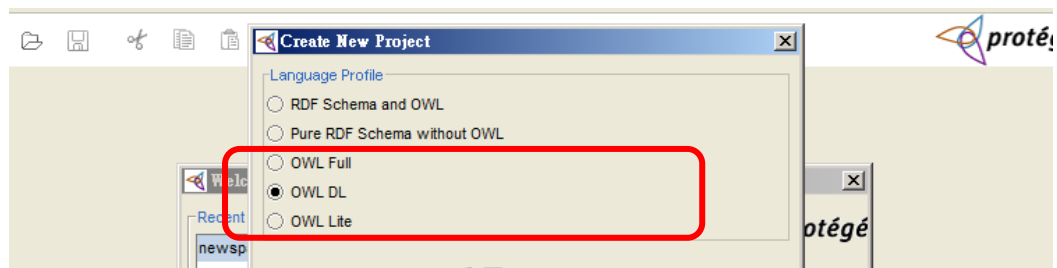 Create New Project
proté
Language Profile
RDF Schema and OWL
Pure RDF Schema without OWL
OWL Full
Welc
OWL DL
Recent
OWL Lite
otégé
newsp